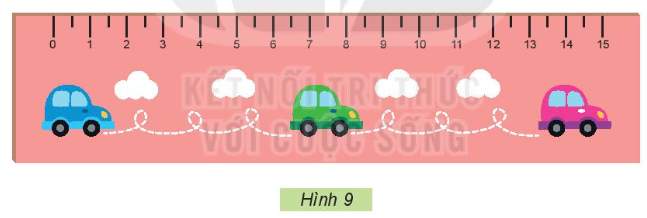 0 1 2 3 4 5 6 7 8 9 10 11 12 13 14 15
KẾT NỐI TRI THỨC
VỚI CUỘC SỐNG
Hình 9